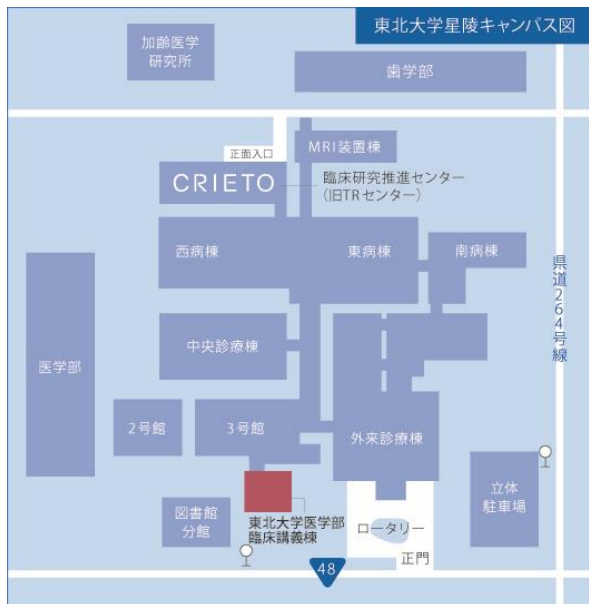 東北大学星陵キャンパス図
加齢医学
研究所
歯学部
正面入口
MRI装置棟
CRIETO
臨床研究推進センター
(旧TRセンター)
西病棟
東病棟
南病棟
県道264号線
中央診療棟
医学部
2号館
3号館
外来診療棟
立体
駐車場
図書館
分館
東北大学医学部
臨床講義棟
ロータリー
正門
48